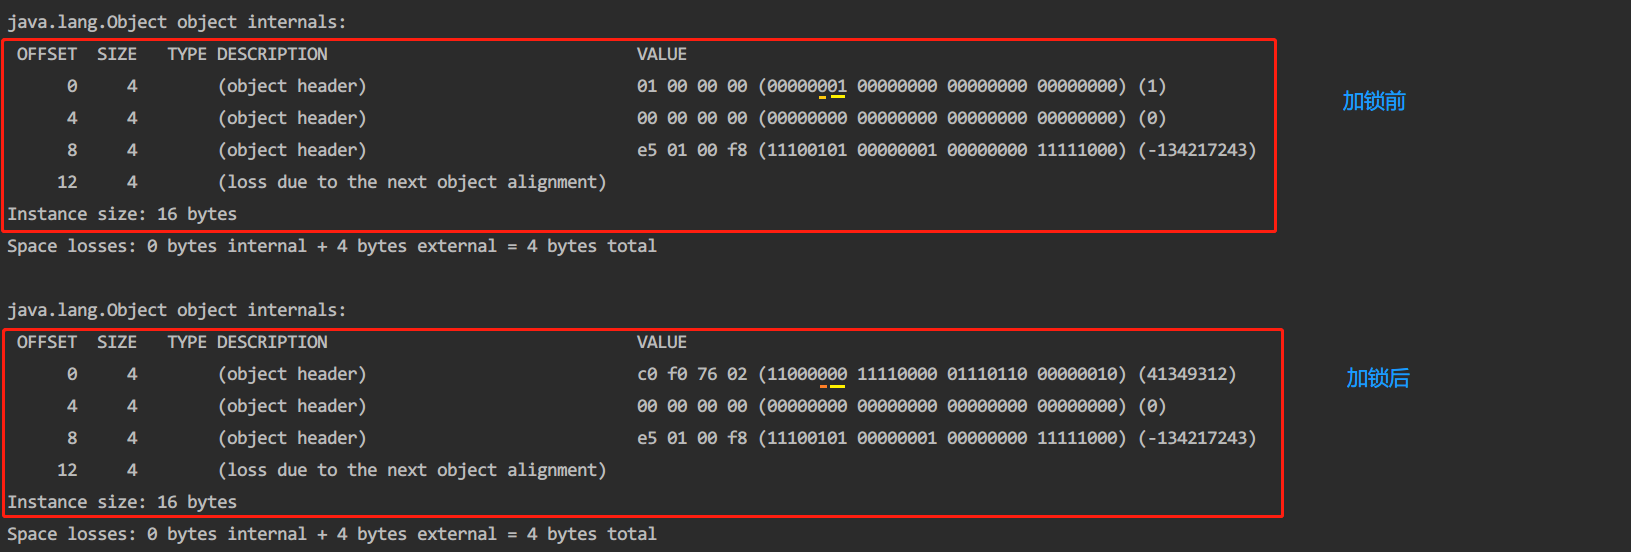 java.lang.Object object internals:
OFFSET SIZE TYPE DESCRIPTION VALUE
0 4 (object header) 01 00 00 00 (00000001 00000000 00000000 00000000) (1)
加锁前
4 4 (object header) 00 00 00 00 (00000000 00000000 00000000 00000000) (0)
8 4 (object header) e5 01 00 f8 (11100101 00000001 00000000 11111000) (-134217243)
12 4 (loss due to the next object alignment)
Instance size: 16 bytes
Space losses: 0 bytes internal + 4 bytes external = 4 bytes total
java.lang.Object object internals:
OFFSET SIZE TYPE DESCRIPTION VALUE
0 4 (object header) c0 f0 76 02 (11000000 11110000 01110110 00000010) (41349312)
加锁后
4 4 (object header) 00 00 00 00 (00000000 00000000 00000000 00000000) (0)
8 4 (object header) e5 01 00 f8 (11100101 00000001 00000000 11111000) (-134217243)
12 4 (loss due to the next object alignment)
Instance size: 16 bytes
Space losses: 0 bytes internal + 4 bytes external = 4 bytes total